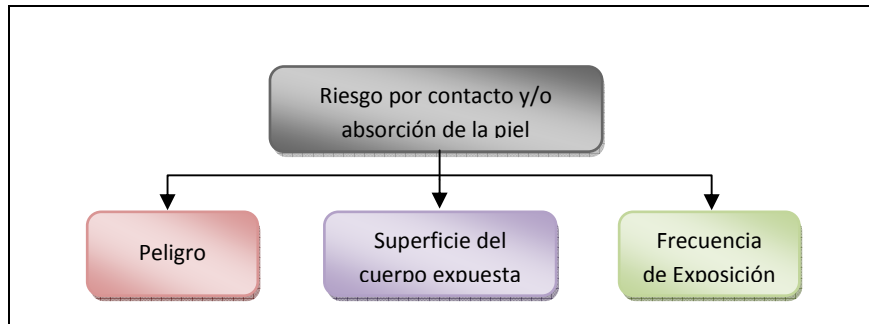 Riesgo por contacto y/o
absorción de la piel
Peligro
Superficie del
cuerpo expuesta
Frecuencia
de Exposición